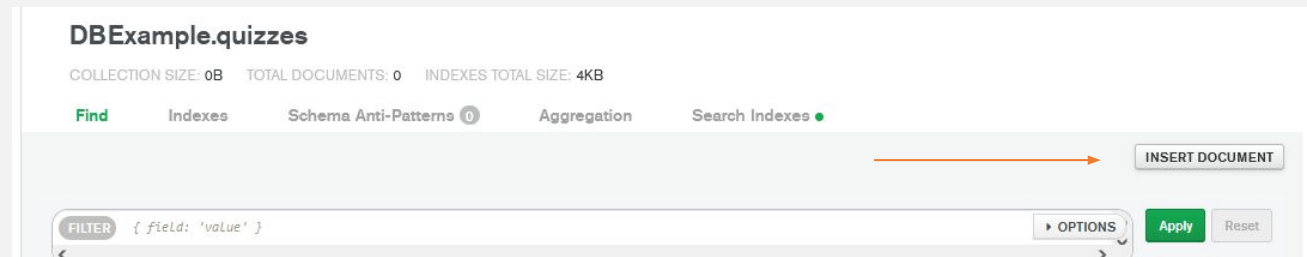 DBExample.quizzes
COLLECTION SIZE: 0B TOTAL DOCUMENTS: 0 INDEXES TOTAL SIZE: 4KB
Find Indexes Schema Anti-Patterns 0 Aggregation Search Indexes
INSERT DOCUMENT
FILTER { field: 'value' } OPTIONS Apply Reset